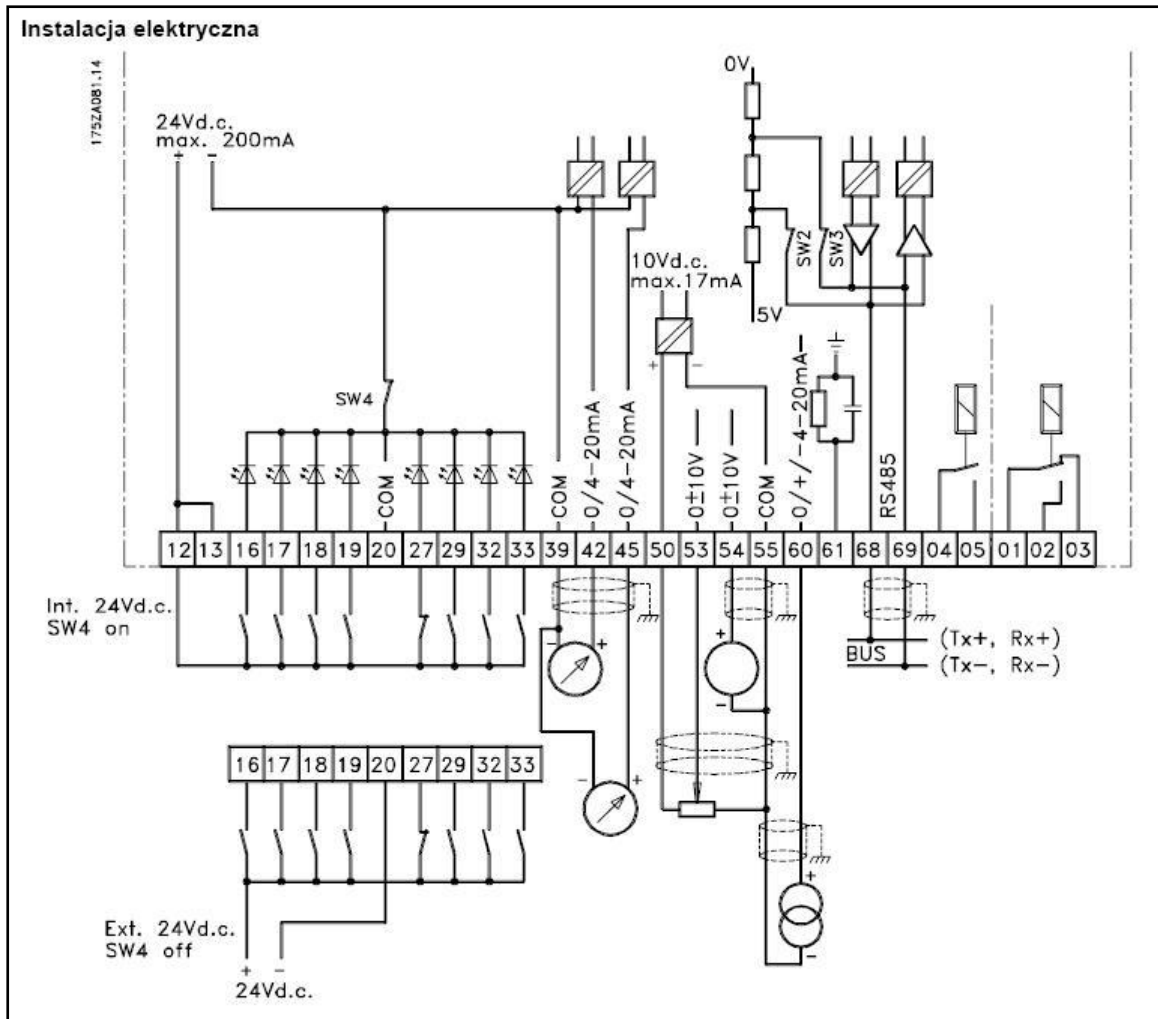 Instalacja elektryczna
175ZA081.14
24Vd.c.
max. 200mA
+ -
0V
SW2
SW3
10Vd.c.
max.17mA
5V
+ -
SW4
COM
COM
0/4-20mA
0/4-20mA
0±10V
0±10V
COM
0/+/-4-20mA
RS485
12 13 16 17 18 19 20 27 29 32 33 39 42 45 50 53 54 55 60 61 68 69 04 05 01 02 03
Int. 24Vd.c.
SW4 on
- +
+
-
BUS
(Tx+, Rx+)
(Tx-, Rx-)
16 17 18 19 20 27 29 32 33
- +
Ext. 24Vd.c.
SW4 off
+ -
24Vd.c.
+
-